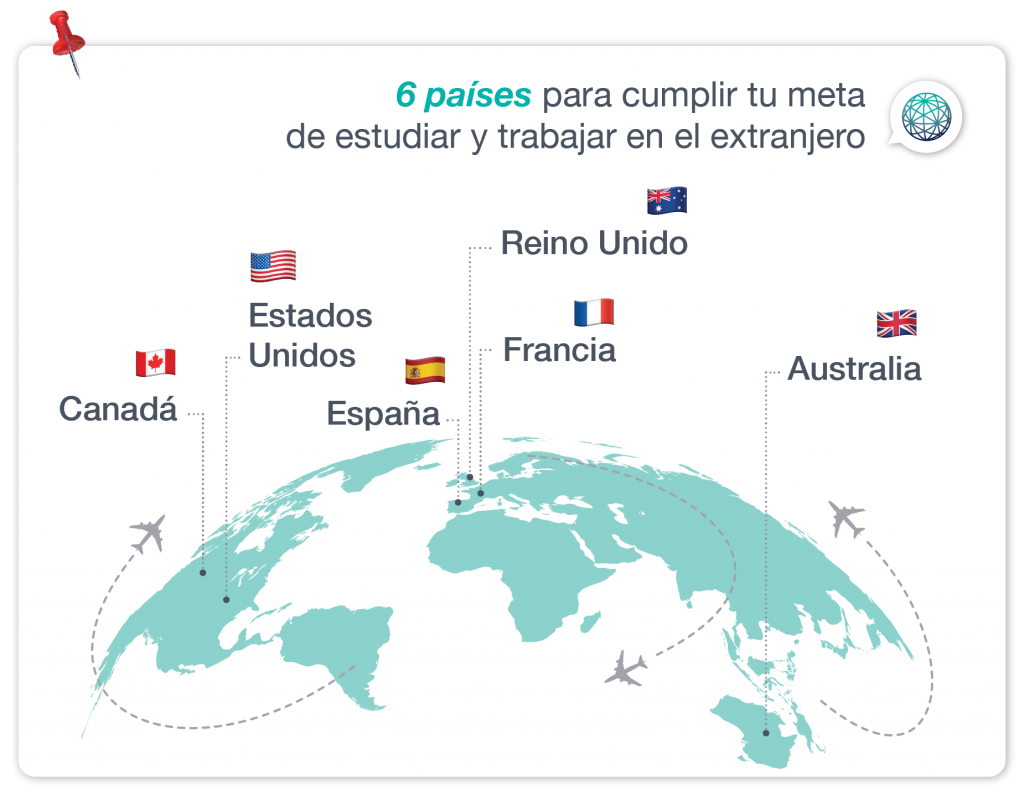 6 países para cumplir tu meta
de estudiar y trabajar en el extranjero
Reino Unido
Estados
Unidos
Francia
Australia
Canadá
España